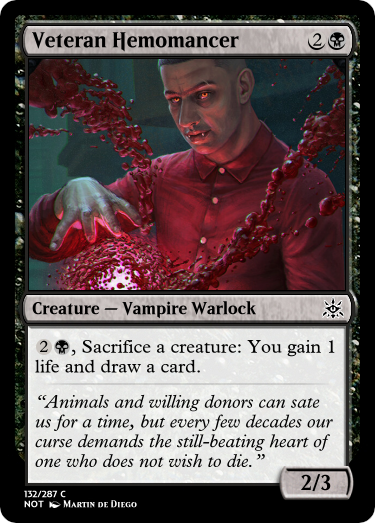 Veteran Hemomancer 2
Creature — Vampire Warlock
2 , Sacrifice a creature: You gain 1
life and draw a card.
“Animals and willing donors can sate
us for a time, but every few decades our
curse demands the still-beating heart of
one who does not wish to die.”
2/3
132/287 C
NOT Martin de Diego